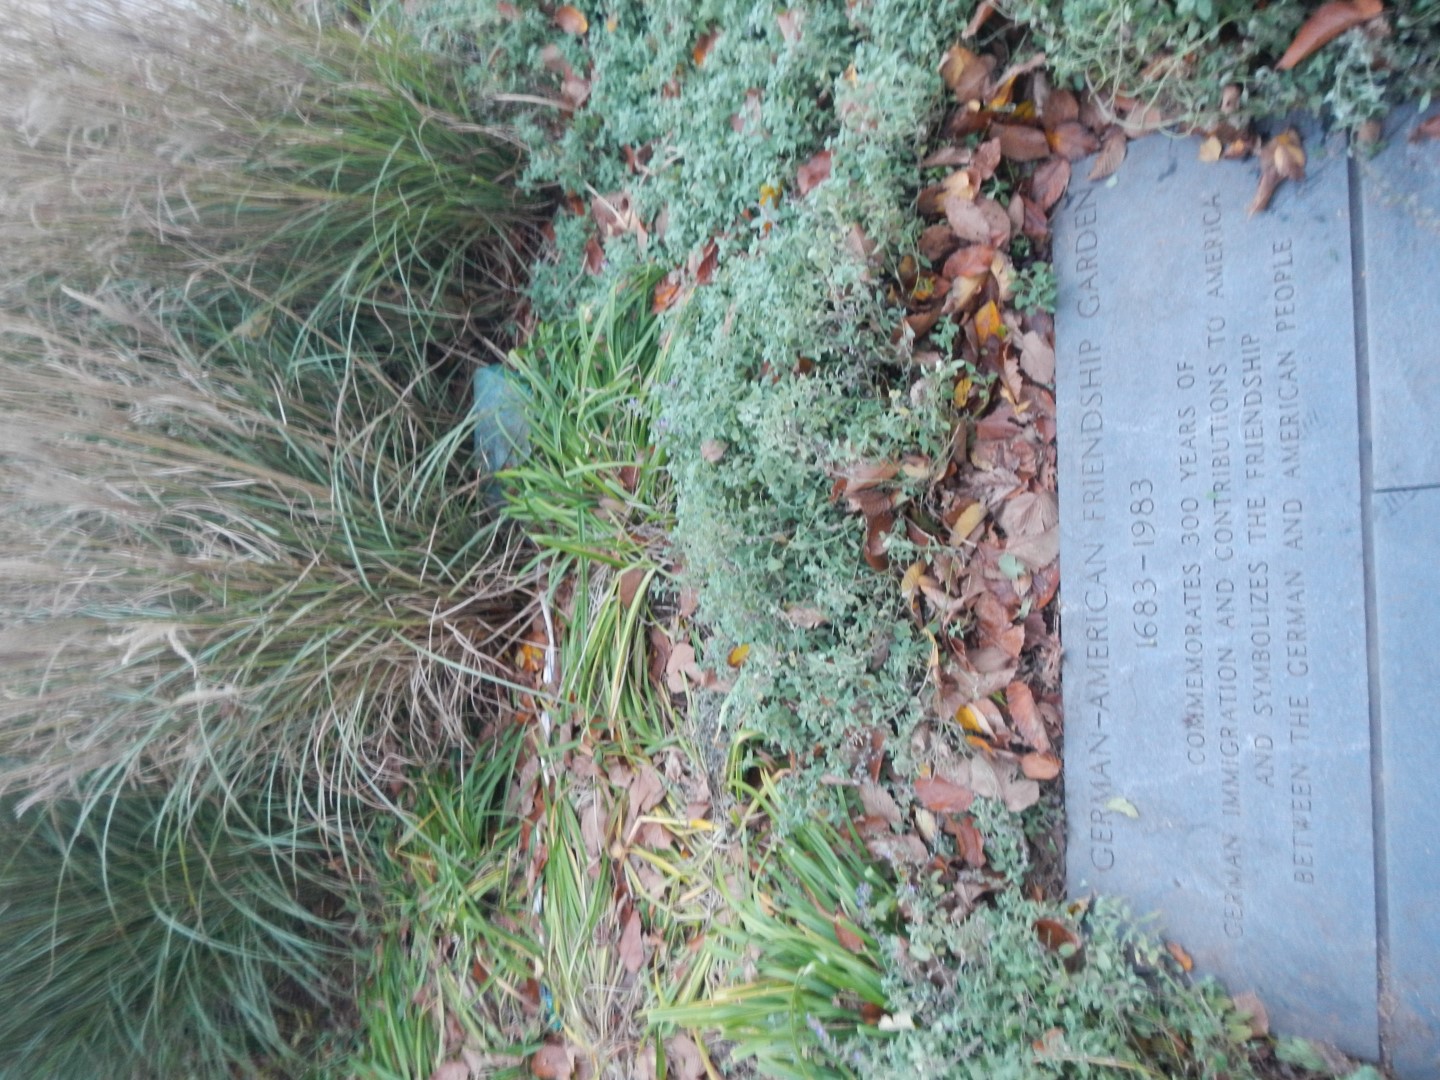 GERMAN-AMERICAN FRIENDSHIP GARDEN
1683-1983
COMMEMORATES 300 YEARS OF
GERMAN IMMIGRATION AND CONTRIBUTIONS TO AMERICA
AND SYMBOLIZES THE FRIENDSHIP
BETWEEN THE GERMAN AND AMERICAN PEOPLE